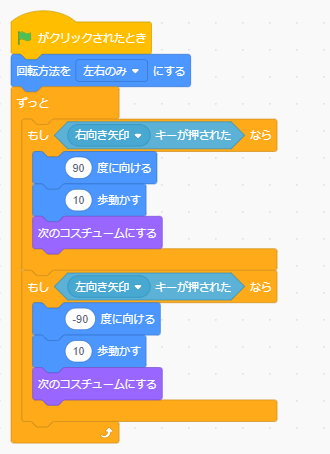 がクリックされたとき
回転方法を 左右のみ にする
ずっと
もし 右向き矢印 キーが押された なら
90 度に向ける
10 歩動かす
次のコスチュームにする
もし 左向き矢印 キーが押された なら
-90 度に向ける
10 歩動かす
次のコスチュームにする